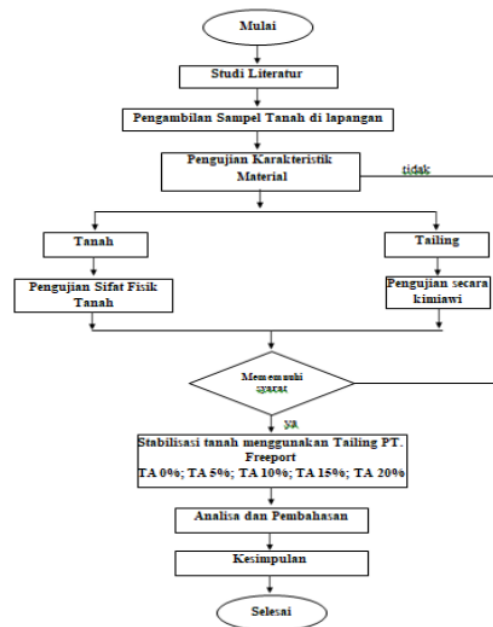 Mulai
Studi Literatur
Pengambilan Sampel Tanah di lapangan
Pengujian Karakteristik
Material
tidak
Tanah
Tailing
Pengujian Sifat Fisik
Tanah
Pengujian secara
kimiawi
Mememnuhi
syarat
ya
Stabilisasi tanah menggunakan Tailing PT.
Freeport
TA 0%; TA 5%; TA 10%; TA 15%; TA 20%
Analisa dan Pembahasan
Kesimpulan
Selesai